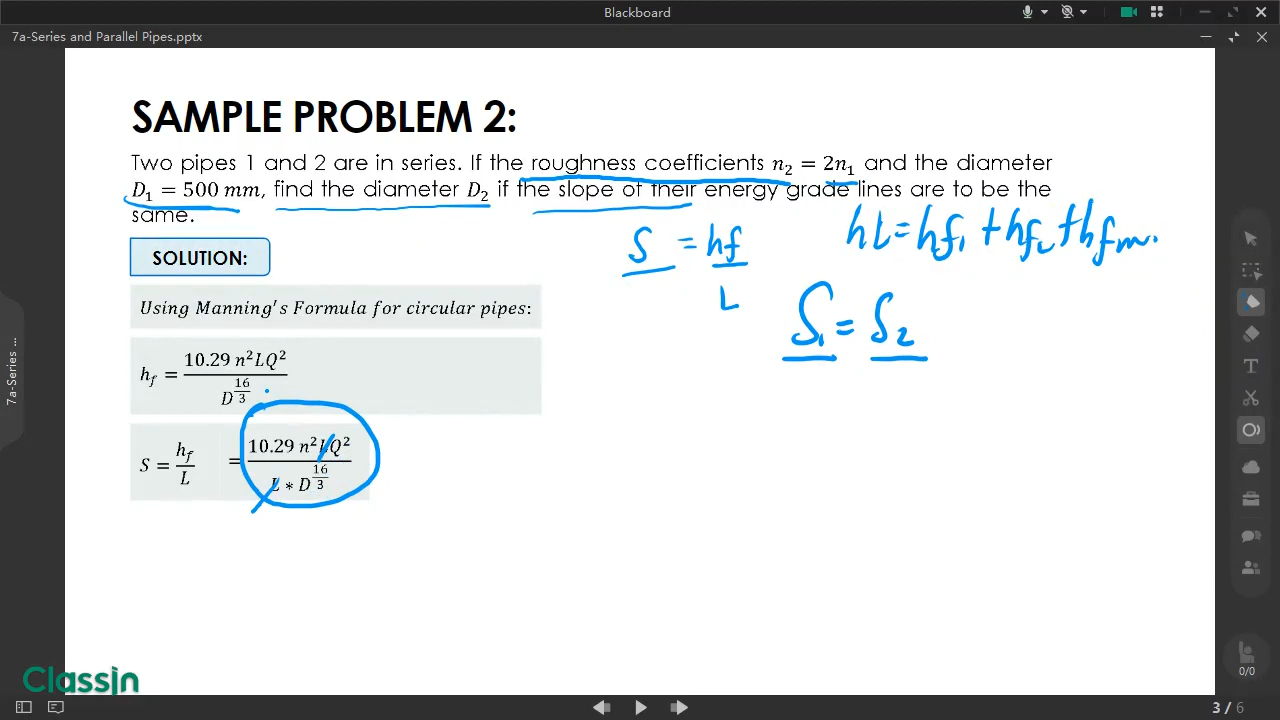 Blackboard
7a-Series and Parallel Pipes.pptx
SAMPLE PROBLEM 2:
Two pipes 1 and 2 are in series. If the roughness coefficients n₂ = 2n₁ and the diameter
D₁ = 500 mm, find the diameter D₂ if the slope of their energy grade lines are to be the
same.
S = hf / L
hL = hf₁ + hf₂ + hfm.
S₁ = S₂
SOLUTION:
Using Manning's Formula for circular pipes:
h_f = 10.29 n²LQ² / D^(16/3)
S = h_f / L = 10.29 n²LQ² / L * D^(16/3)
7a-Series ...
ClassIn
0/0
3 / 6